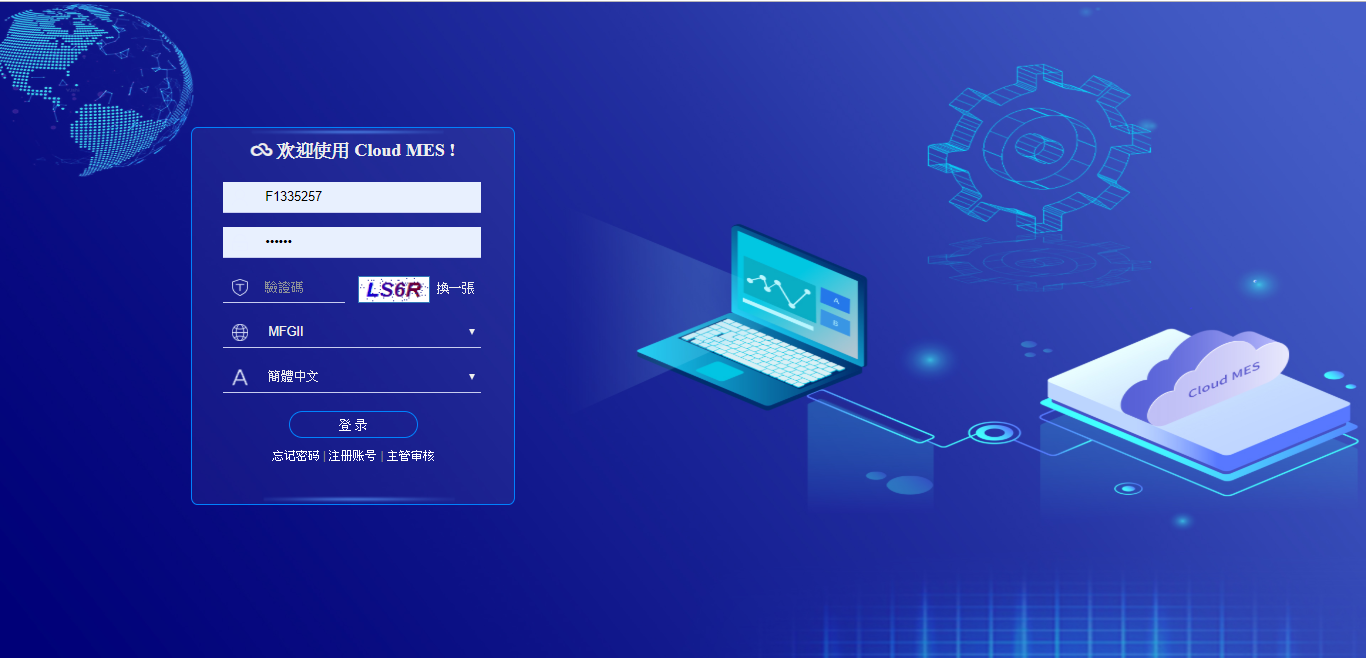 欢迎使用 Cloud MES !
F1335257
••••••
驗證碼 LS6R 換一張
MFGII ▼
簡體中文 ▼
登 录
忘记密码 | 注册账号 | 主管审核
A
B
Cloud MES